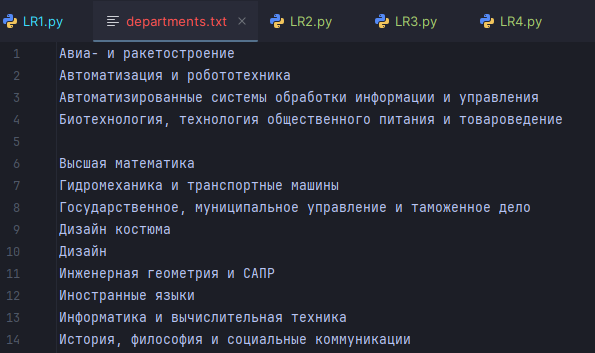 LR1.py departments.txt × LR2.py LR3.py LR4.py
1 Авиа- и ракетостроение
2 Автоматизация и робототехника
3 Автоматизированные системы обработки информации и управления
4 Биотехнология, технология общественного питания и товароведение
5
6 Высшая математика
7 Гидромеханика и транспортные машины
8 Государственное, муниципальное управление и таможенное дело
9 Дизайн костюма
10 Дизайн
11 Инженерная геометрия и САПР
12 Иностранные языки
13 Информатика и вычислительная техника
14 История, философия и социальные коммуникации